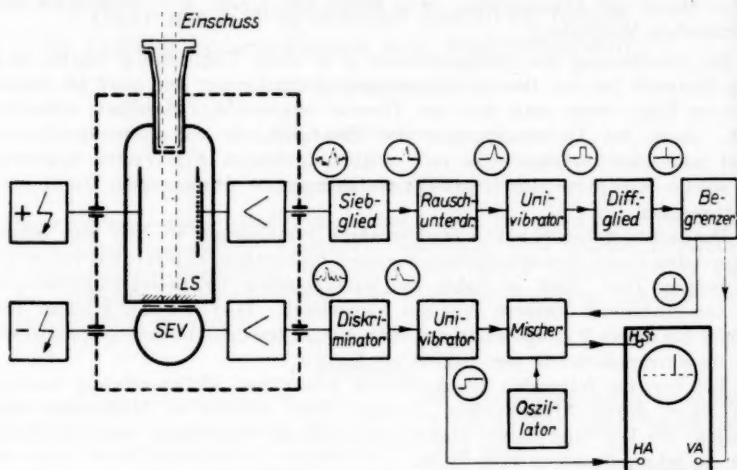 Einschuss
+
LS
-
SEV
<
<
Sieb-
glied
Rausch-
unterdr.
Uni-
vibrator
Diff.-
glied
Be-
grenzer
Diskri-
minator
Uni-
vibrator
Mischer
Oszil-
lator
HSt
HA
VA